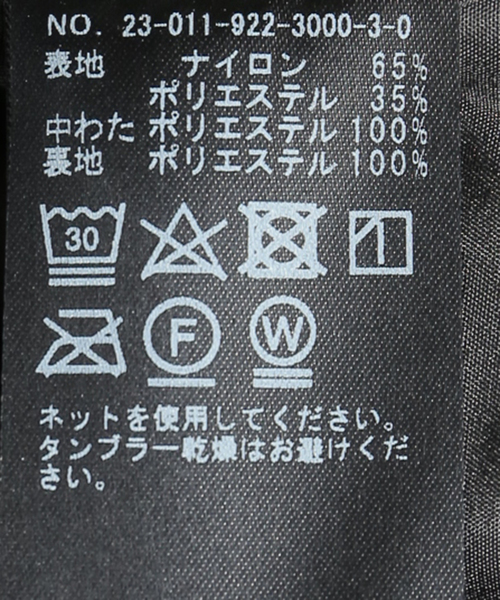 NO. 23-011-922-3000-3-0
表地 ナイロン 65%
ポリエステル 35%
中わた ポリエステル 100%
裏地 ポリエステル 100%
30
F W
ネットを使用してください。
タンブラー乾燥はお避けくだ
さい。